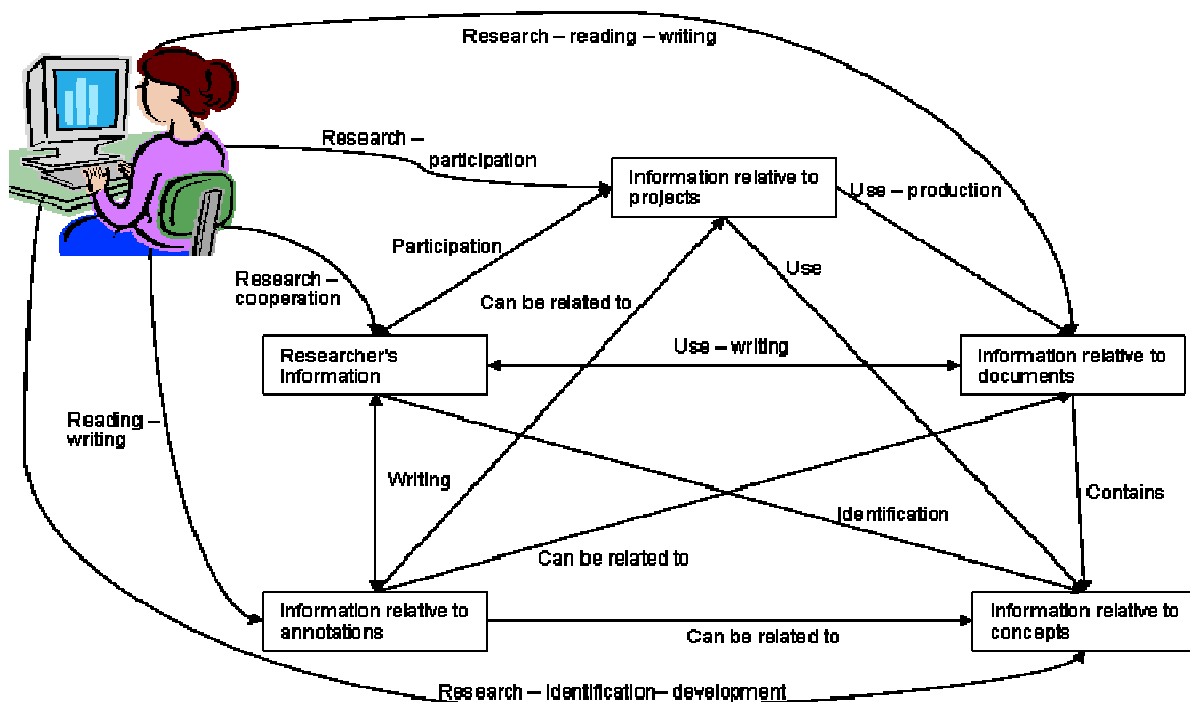 Research – reading – writing
Research –
participation
Information relative to
projects
Use – production
Participation
Use
Research –
cooperation
Can be related to
Researcher's
Information
Use – writing
Information relative to
documents
Reading –
writing
Writing
Contains
Identification
Can be related to
Information relative to
annotations
Can be related to
Information relative to
concepts
Research – Identification– development